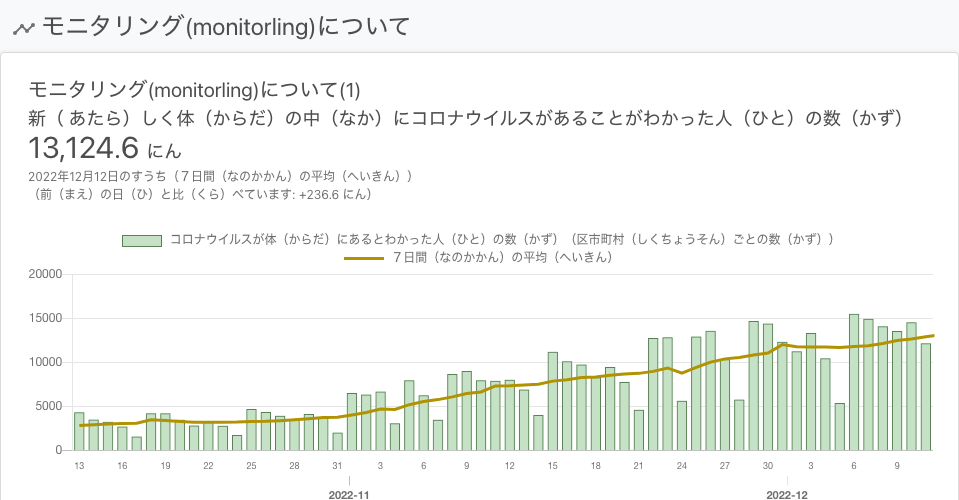 モニタリング(monitorling)について
モニタリング(monitorling)について(1)
新（ あたら）しく体（からだ）の中（なか）にコロナウイルスがあることがわかった人（ひと）の数（かず）
13,124.6 にん
2022年12月12日のすうち（７日間（なのかかん）の平均（へいきん））
（前（まえ）の日（ひ）と比（くら）べています: +236.6 にん）
コロナウイルスが体（からだ）にあるとわかった人（ひと）の数（かず）（区市町村（しくちょうそん）ごとの数（かず））
７日間（なのかかん）の平均（へいきん）
20000
15000
10000
5000
0
13 16 19 22 25 28 31 3 6 9 12 15 18 21 24 27 30 3 6 9
2022-11 2022-12